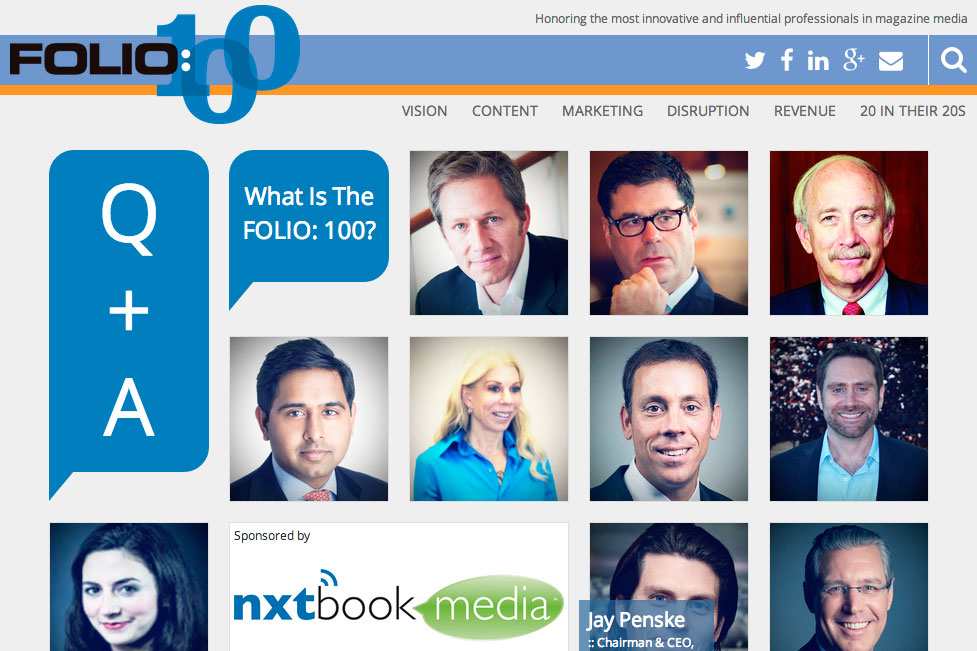 Honoring the most innovative and influential professionals in magazine media
FOLIO: 100
VISION CONTENT MARKETING DISRUPTION REVENUE 20 IN THEIR 20S
Q
+
A
What Is The
FOLIO: 100?
Sponsored by
nxtbook media
Jay Penske
:: Chairman & CEO,